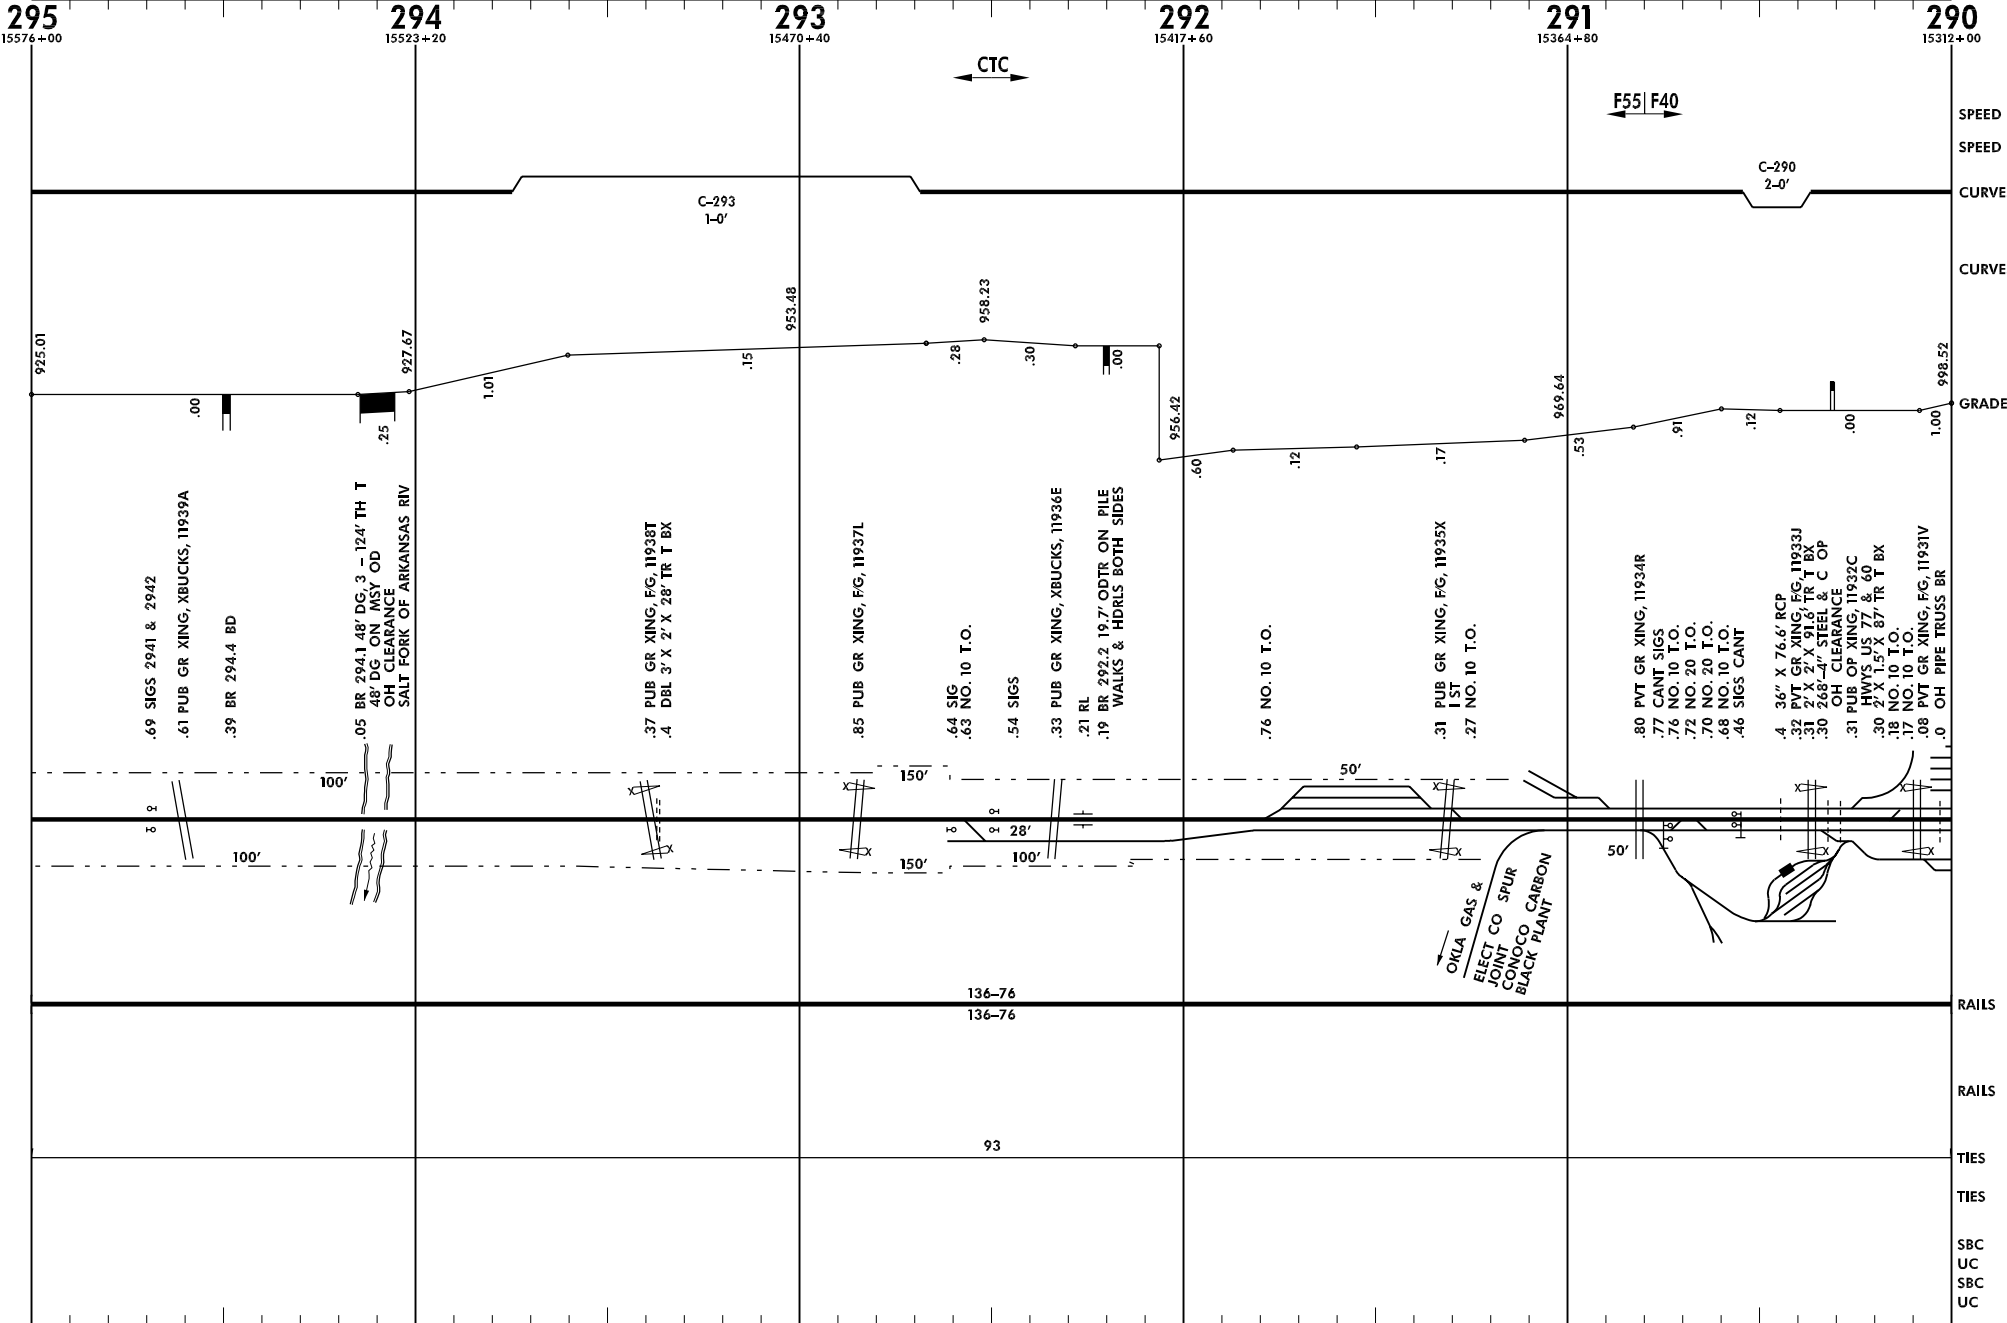 295 294 293 292 291 290
15576+00 15523+20 15470+40 15417+60 15364+80 15312+00
CTC
F55 F40
SPEED
SPEED
C-290
2-0'
CURVE
C-293
1-0'
CURVE
925.01
927.67
953.48
958.23
956.42
969.64
998.52
GRADE
.00
.25
1.01
.15
.28
.30
.00
.60
.12
.17
.53
.91
.12
.00
1.00
.69 SIGS 2941 & 2942
.61 PUB GR XING, XBUCKS, 11939A
.39 BR 294.4 BD
.05 BR 294.1 48' DG, 3 – 124' TH T
48' DG ON MSY OD
OH CLEARANCE
SALT FORK OF ARKANSAS RIV
.37 PUB GR XING, F/G, 11938T
.4 DBL 3' X 2' X 28' TR T BX
.85 PUB GR XING, F/G, 11937L
.64 SIG
.63 NO. 10 T.O.
.54 SIGS
.33 PUB GR XING, XBUCKS, 11936E
.21 RL
.19 BR 292.2 19.7' ODTR ON PILE
WALKS & HDRLS BOTH SIDES
.76 NO. 10 T.O.
.31 PUB GR XING, F/G, 11935X
1 ST
.27 NO. 10 T.O.
.80 PVT GR XING, 11934R
.77 CANT SIGS
.76 NO. 10 T.O.
.72 NO. 20 T.O.
.70 NO. 20 T.O.
.68 NO. 10 T.O.
.46 SIGS CANT
.4 36" X 76.6' RCP
.32 PVT GR XING, F/G, 11933J
.31 2' X 2' X 91.6' TR T BX
.30 268'-4" STEEL & C OP
OH CLEARANCE
.31 PUB OP XING, 11932C
HWYS US 77 & 60
.30 2' X 1.5' X 87' TR T BX
.18 NO. 10 T.O.
.17 NO. 10 T.O.
.08 PVT GR XING, F/G, 11931V
.0 OH PIPE TRUSS BR
100'
150'
50'
X X X X X
28'
100'
150'
100'
50'
X X X X X
OKLA GAS &
ELECT CO SPUR
JOINT
CONOCO CARBON
BLACK PLANT
136-76
RAILS
136-76
RAILS
93
TIES
TIES
SBC
UC
SBC
UC